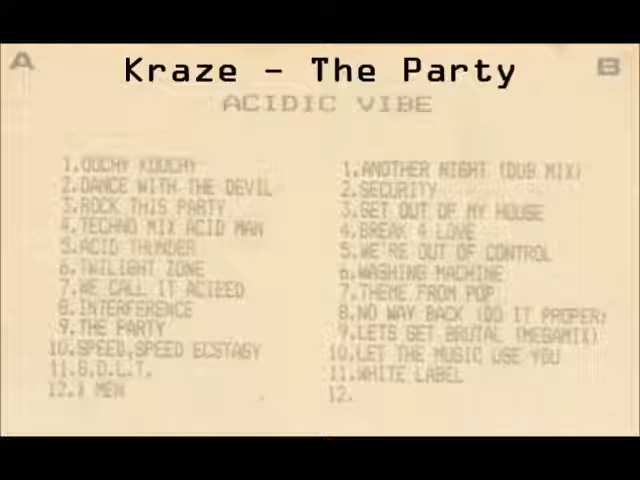 A
Kraze - The Party
B
ACIDIC VIBE
1.OUCHY KOUCHY
2.DANCE WITH THE DEVIL
3.ROCK THIS PARTY
4.TECHNO MIX ACID MAN
5.ACID THUNDER
6.TWILIGHT ZONE
7.WE CALL IT ACIEED
8.INTERFERENCE
9.THE PARTY
10.SPEED,SPEED ECSTASY
11.S.D.L.T.
12. MEN
1.ANOTHER NIGHT (DUB MIX)
2.SECURITY
3.GET OUT OF MY HOUSE
4.BREAK 4 LOVE
5.WE'RE OUT OF CONTROL
6.WASHING MACHINE
7.THEME FROM POP
8.NO WAY BACK (DO IT PROPER)
9.LETS GET BRUTAL (MEGAMIX)
10.LET THE MUSIC USE YOU
11.WHITE LABEL
12.